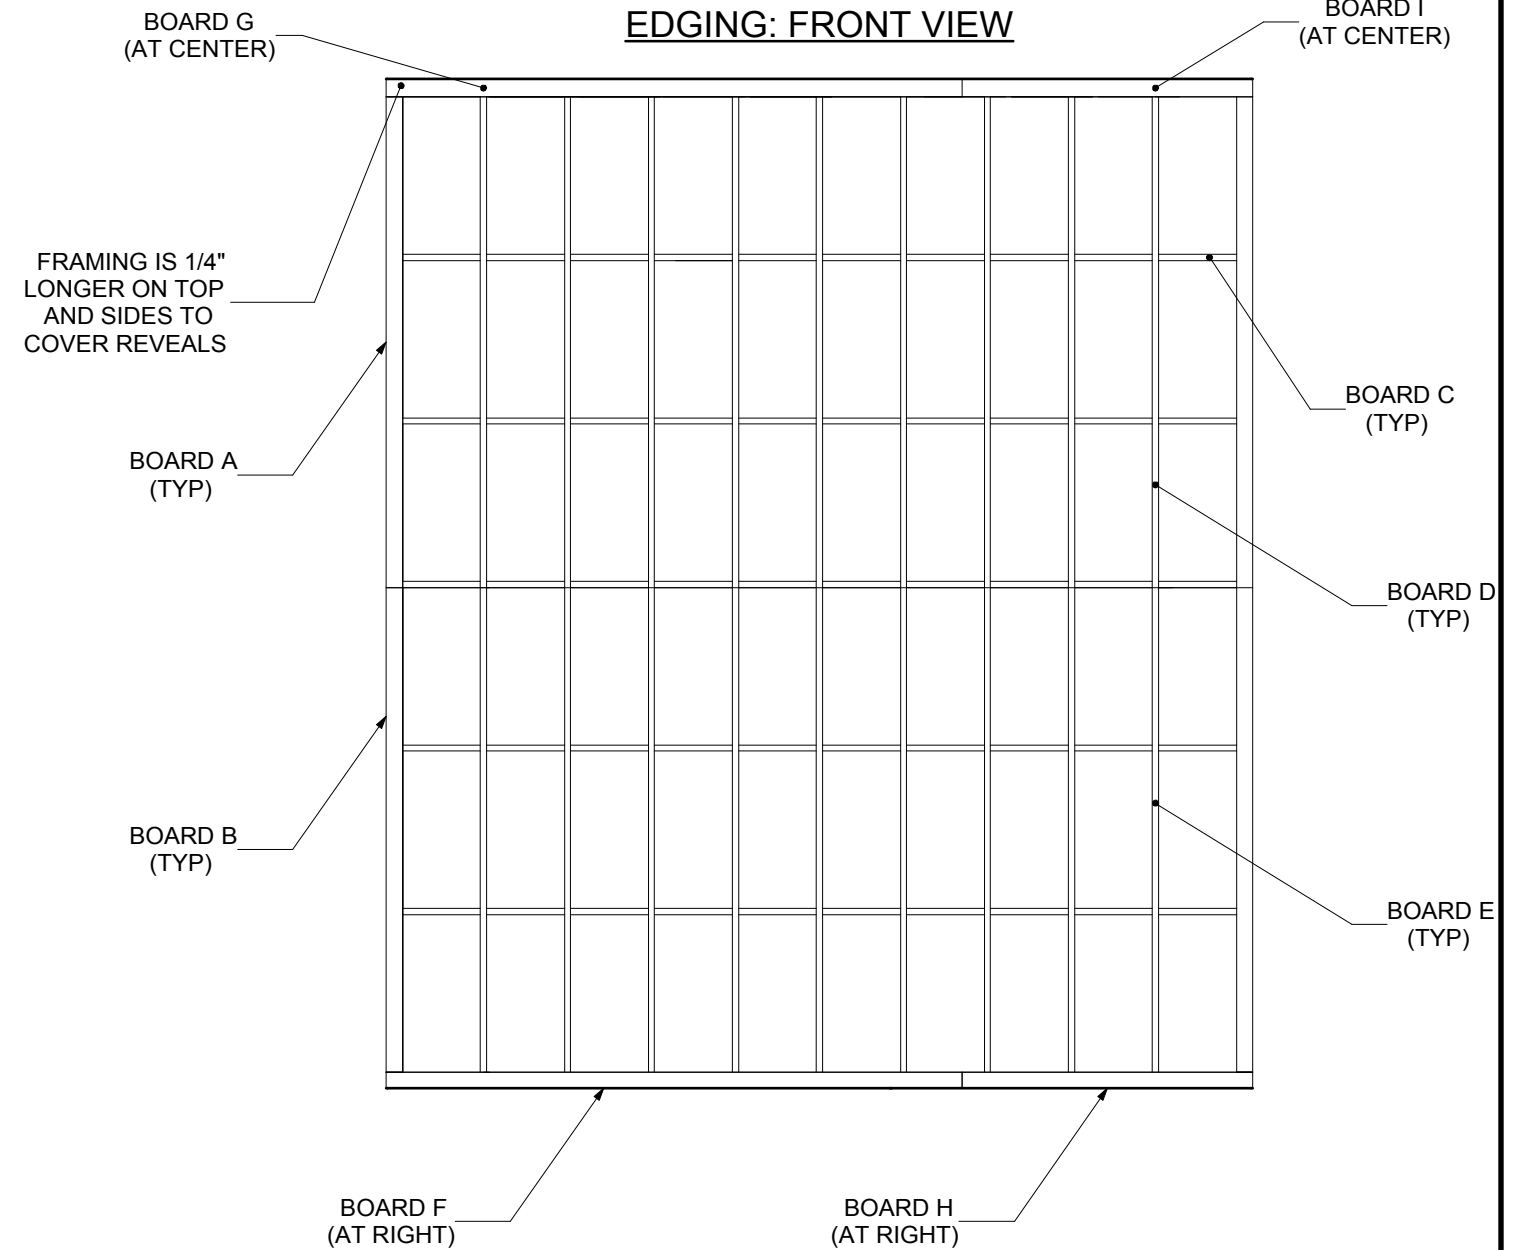 EDGING: FRONT VIEW
BOARD G
(AT CENTER)
BOARD I
(AT CENTER)
FRAMING IS 1/4"
LONGER ON TOP
AND SIDES TO
COVER REVEALS
BOARD A
(TYP)
BOARD C
(TYP)
BOARD D
(TYP)
BOARD B
(TYP)
BOARD E
(TYP)
BOARD F
(AT RIGHT)
BOARD H
(AT RIGHT)